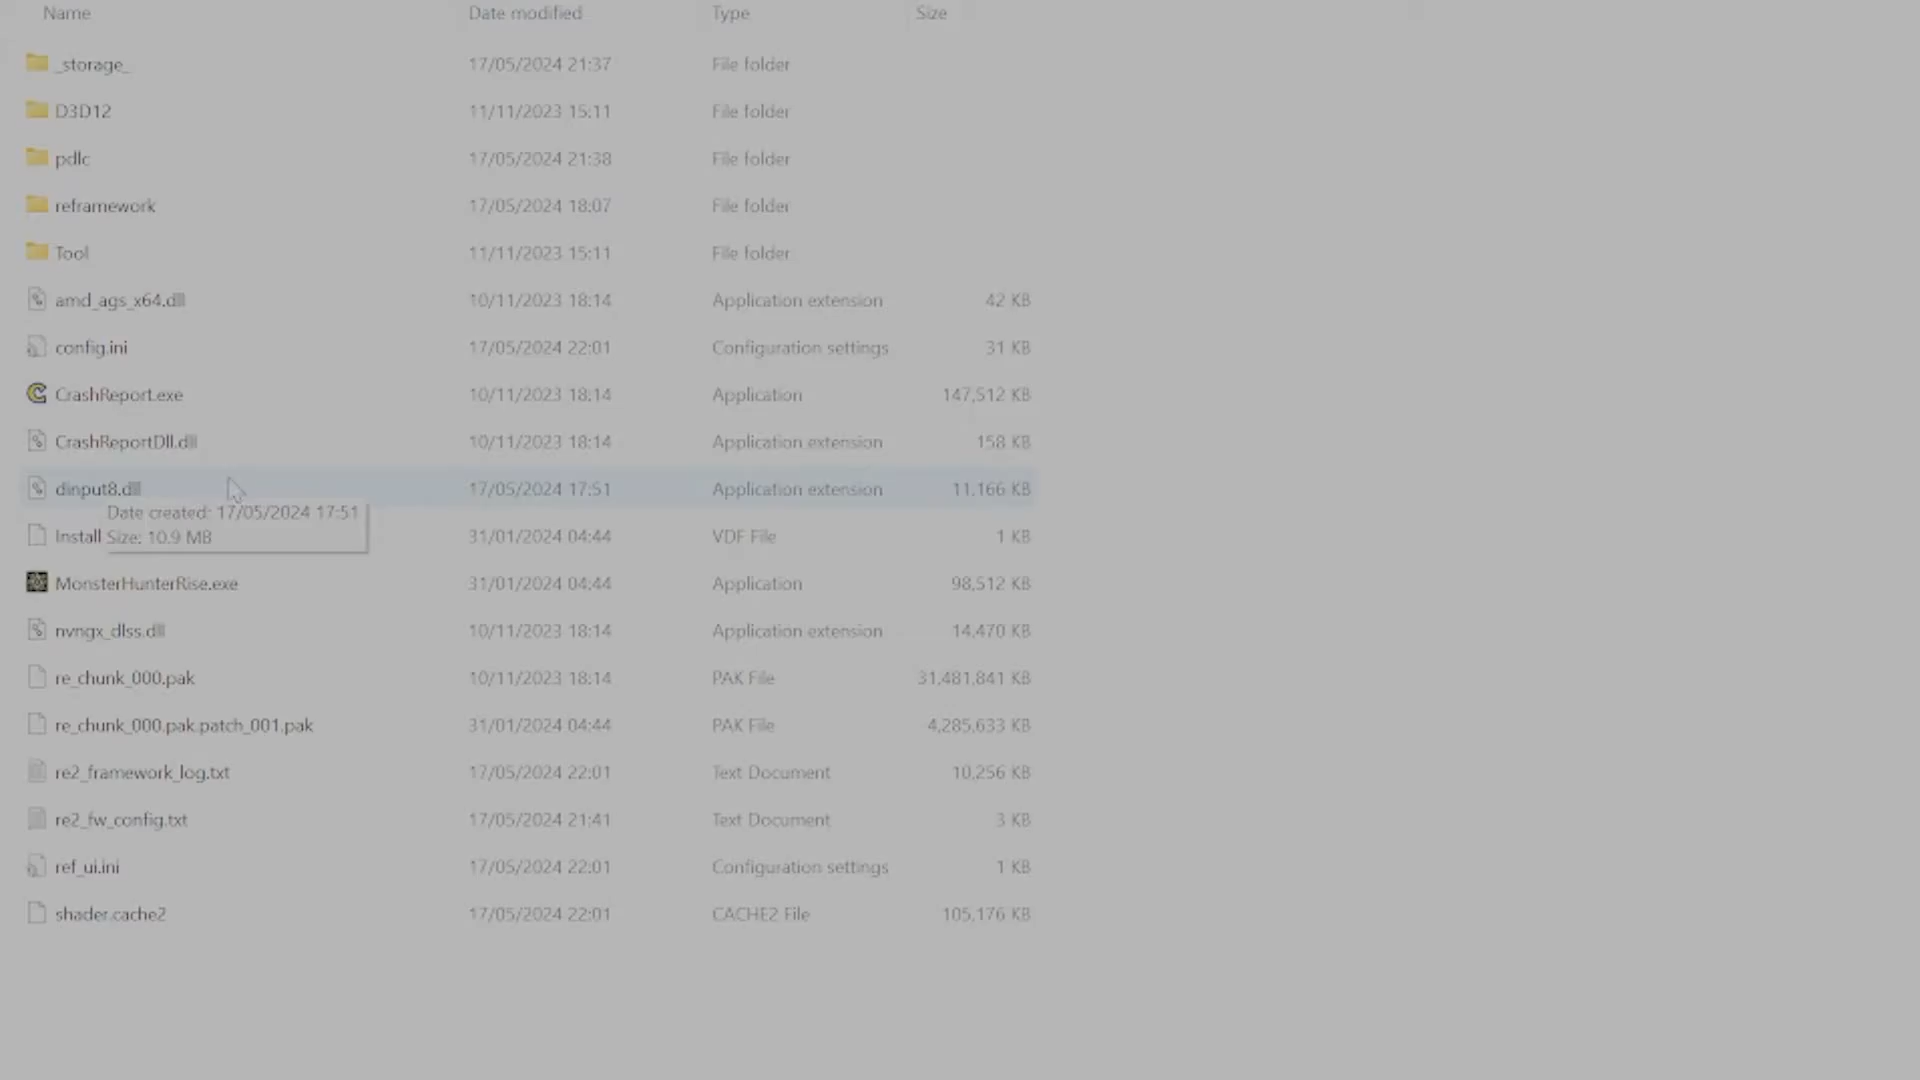 Name Date modified Type Size
_storage_ 17/05/2024 21:37 File folder
D3D12 11/11/2023 15:11 File folder
pdlc 17/05/2024 21:38 File folder
reframework 17/05/2024 18:07 File folder
Tool 11/11/2023 15:11 File folder
amd_ags_x64.dll 10/11/2023 18:14 Application extension 42 KB
config.ini 17/05/2024 22:01 Configuration settings 31 KB
CrashReport.exe 10/11/2023 18:14 Application 147,512 KB
CrashReportDll.dll 10/11/2023 18:14 Application extension 158 KB
dinput8.dll 17/05/2024 17:51 Application extension 11,166 KB
Date created: 17/05/2024 17:51
Install Size: 10.9 MB 31/01/2024 04:44 VDF File 1 KB
MonsterHunterRise.exe 31/01/2024 04:44 Application 98,512 KB
nvngx_dlss.dll 10/11/2023 18:14 Application extension 14,470 KB
re_chunk_000.pak 10/11/2023 18:14 PAK File 31,481,841 KB
re_chunk_000.pak.patch_001.pak 31/01/2024 04:44 PAK File 4,285,633 KB
re2_framework_log.txt 17/05/2024 22:01 Text Document 10,256 KB
re2_fw_config.txt 17/05/2024 21:41 Text Document 3 KB
ref_ui.ini 17/05/2024 22:01 Configuration settings 1 KB
shader.cache2 17/05/2024 22:01 CACHE2 File 105,176 KB